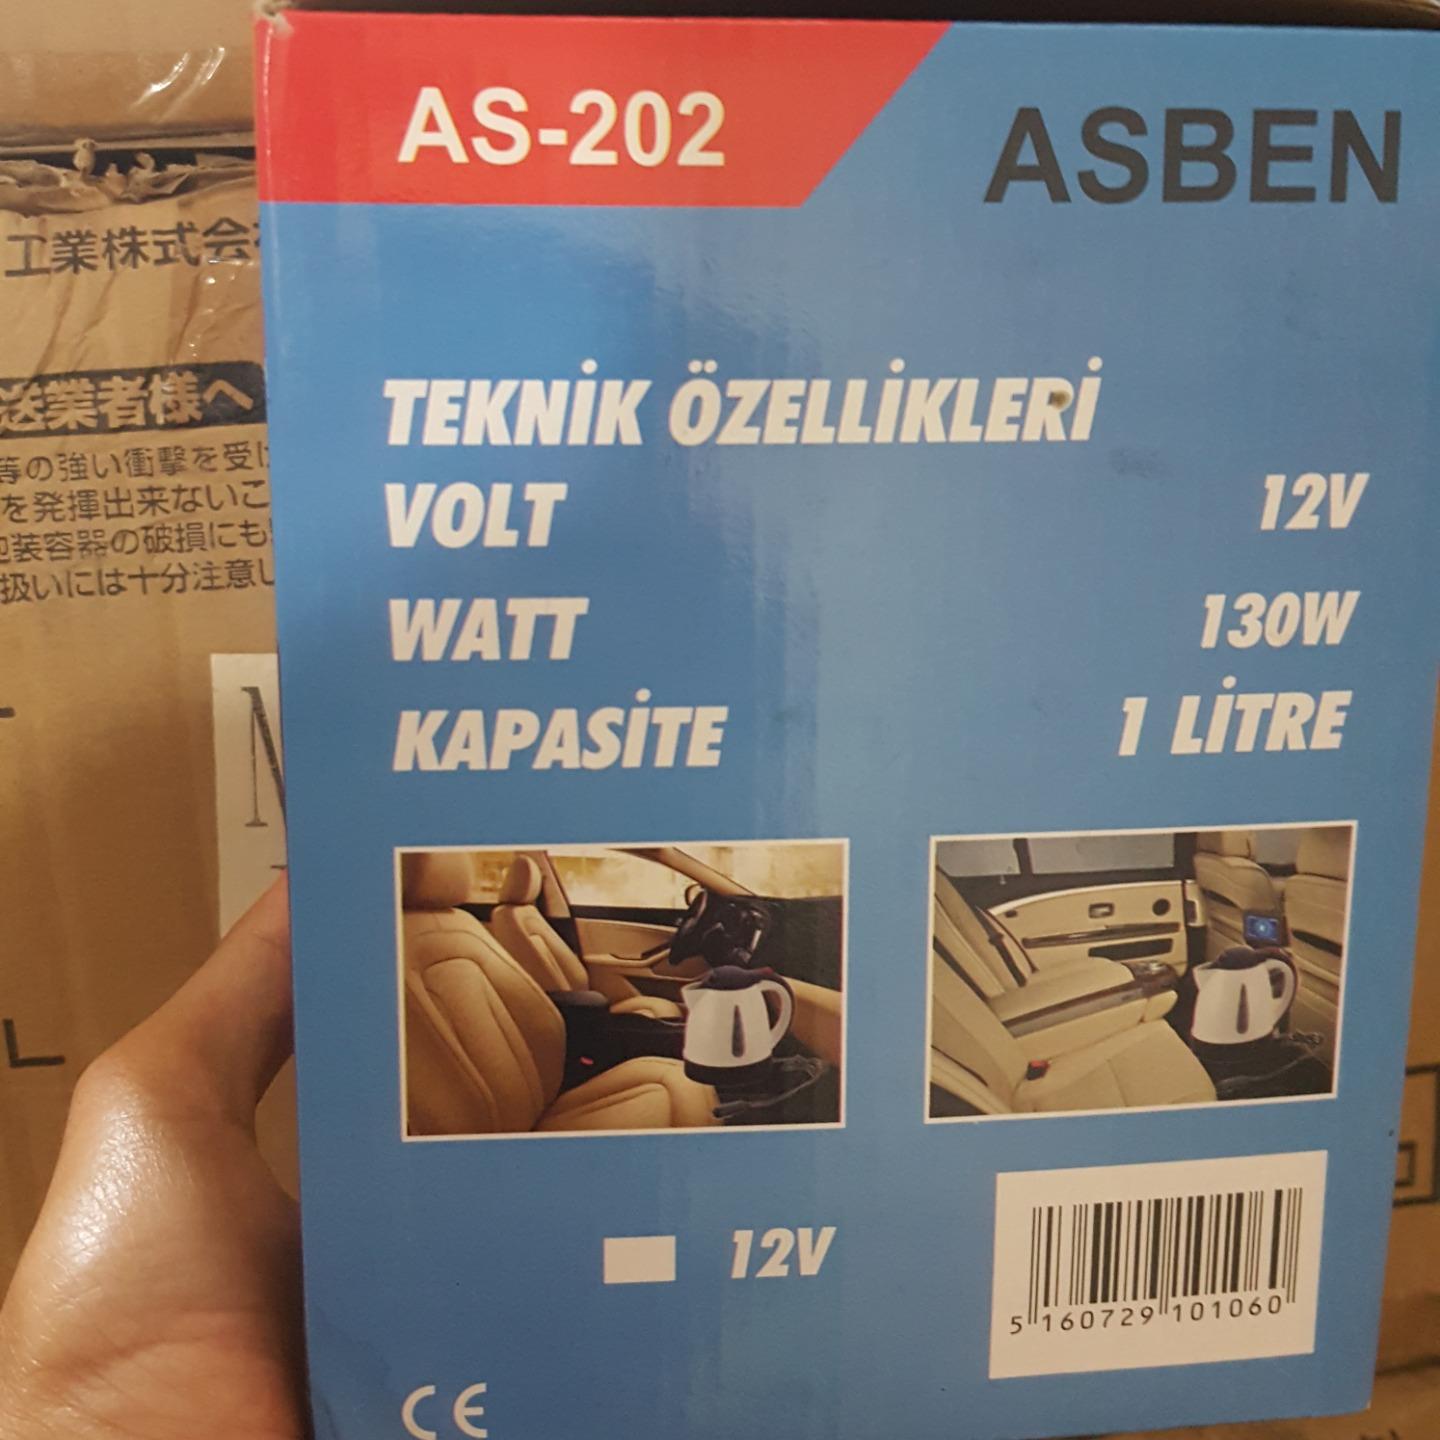 AS-202
ASBEN
工業株式会
送業者様へ
等の強い衝撃を受け
を発揮出来ないこ
包装容器の破損にも
扱いには十分注意し
TEKNİK ÖZELLİKLERİ
VOLT 12V
WATT 130W
KAPASİTE 1 LİTRE
12V
5 160729 101060
CE